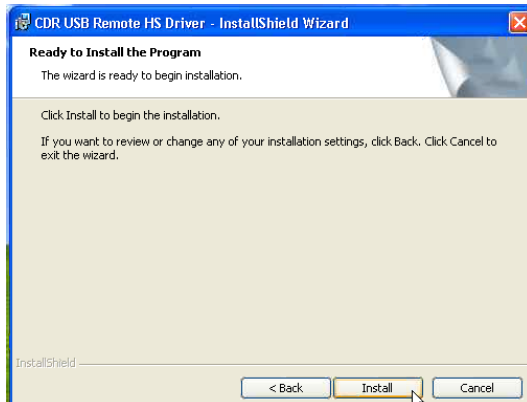 CDR USB Remote HS Driver - InstallShield Wizard
Ready to Install the Program
The wizard is ready to begin installation.
Click Install to begin the installation.
If you want to review or change any of your installation settings, click Back. Click Cancel to
exit the wizard.
InstallShield
< Back Install Cancel